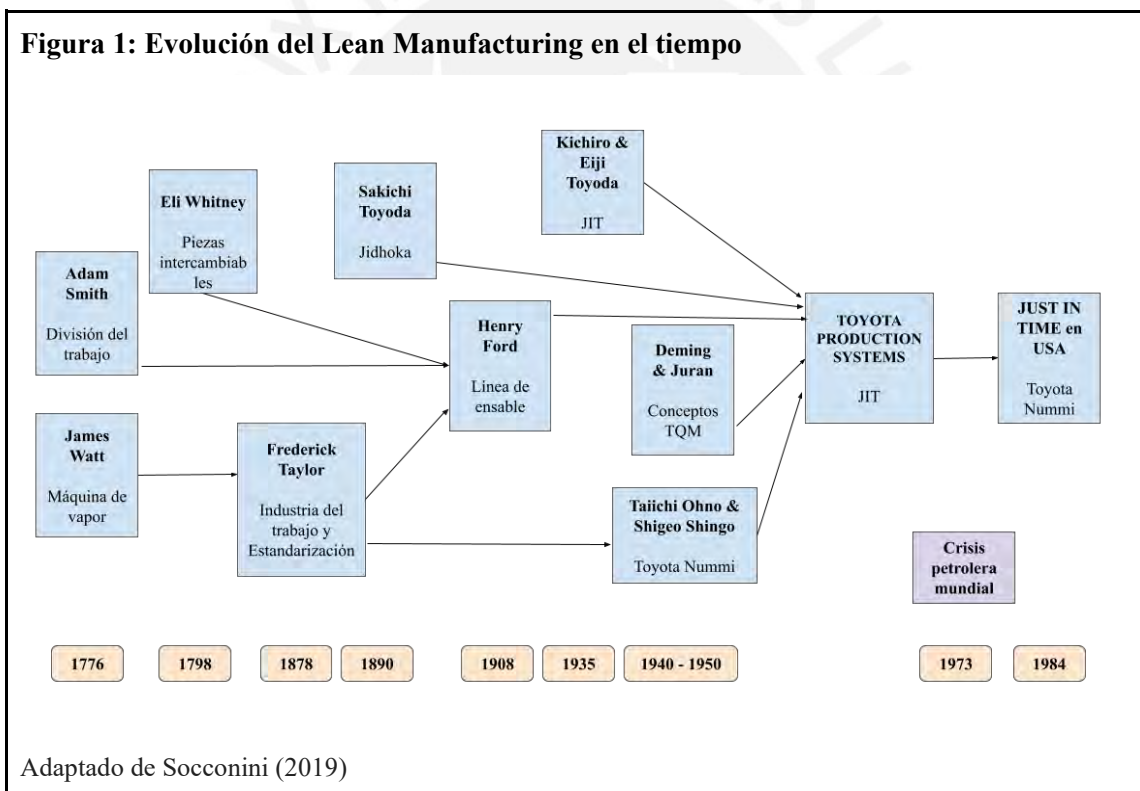 Figura 1: Evolución del Lean Manufacturing en el tiempo
Kichiro &
Eiji
Toyoda
JIT
Sakichi
Toyoda
Jidhoka
Eli Whitney
Piezas
intercambiab
les
Adam
Smith
División del
trabajo
Henry
Ford
Linea de
ensable
Deming
& Juran
Conceptos
TQM
TOYOTA
PRODUCTION
SYSTEMS
JIT
JUST IN
TIME en
USA
Toyota
Nummi
James
Watt
Máquina de
vapor
Frederick
Taylor
Industria del
trabajo y
Estandarización
Taiichi Ohno &
Shigeo Shingo
Toyota Nummi
Crisis
petrolera
mundial
1776
1798
1878
1890
1908
1935
1940 - 1950
1973
1984
Adaptado de Socconini (2019)